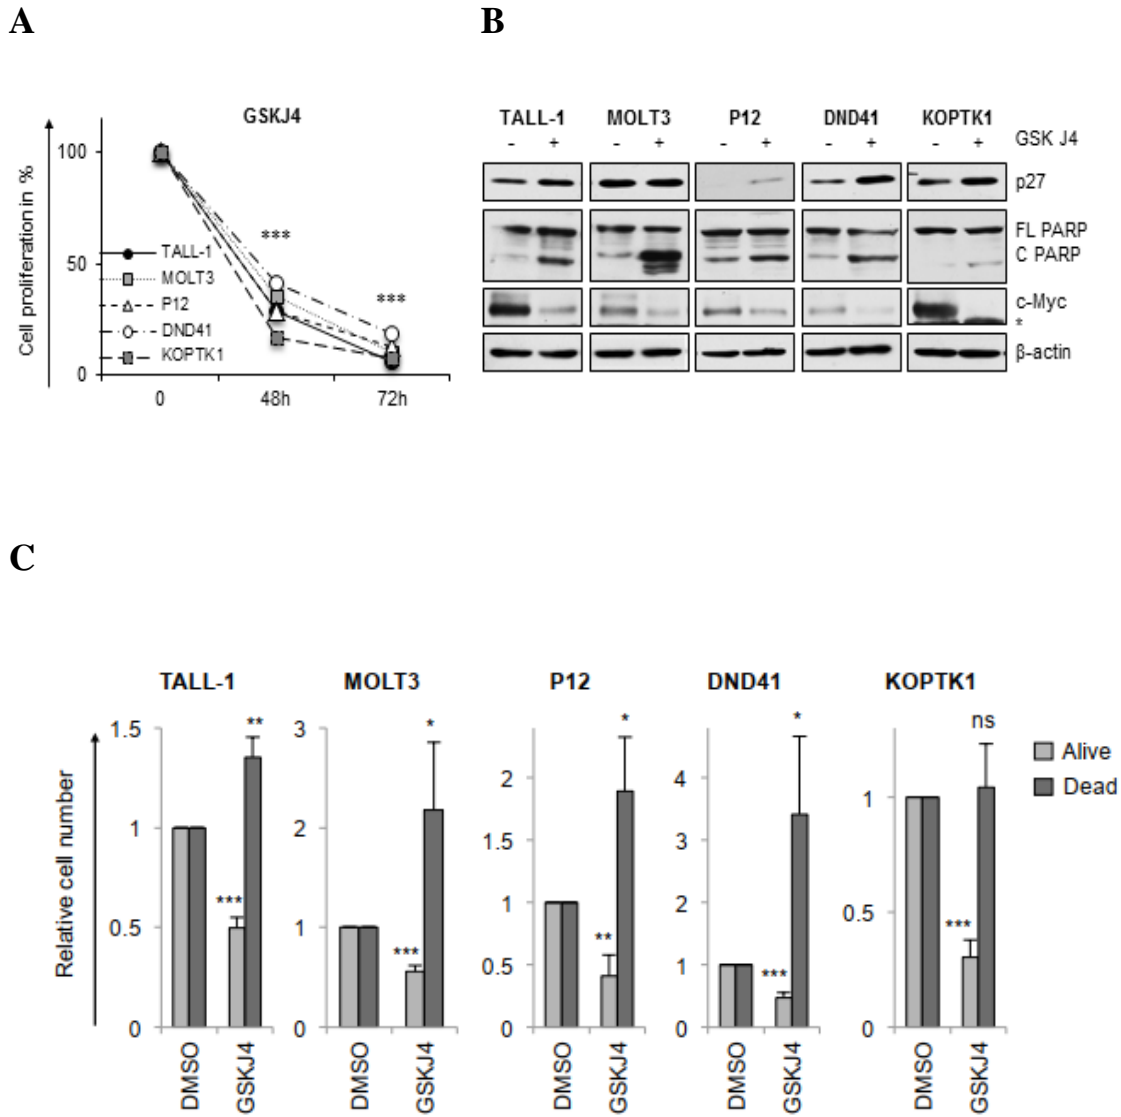 A
B
GSKJ4
Cell proliferation in %
100
50
0
***
***
TALL-1
MOLT3
P12
DND41
KOPTK1
0 48h 72h
TALL-1 MOLT3 P12 DND41 KOPTK1
- + - + - + - + - + GSK J4
p27
FL PARP
C PARP
c-Myc
*
β-actin
C
TALL-1 MOLT3 P12 DND41 KOPTK1
Relative cell number
1.5
1
0.5
0
***
**
DMSO
GSKJ4
3
2
1
0
***
*
DMSO
GSKJ4
2
1.5
1
0.5
0
**
*
DMSO
GSKJ4
4
3
2
1
0
***
*
DMSO
GSKJ4
1
0.5
0
***
ns
DMSO
GSKJ4
Alive
Dead